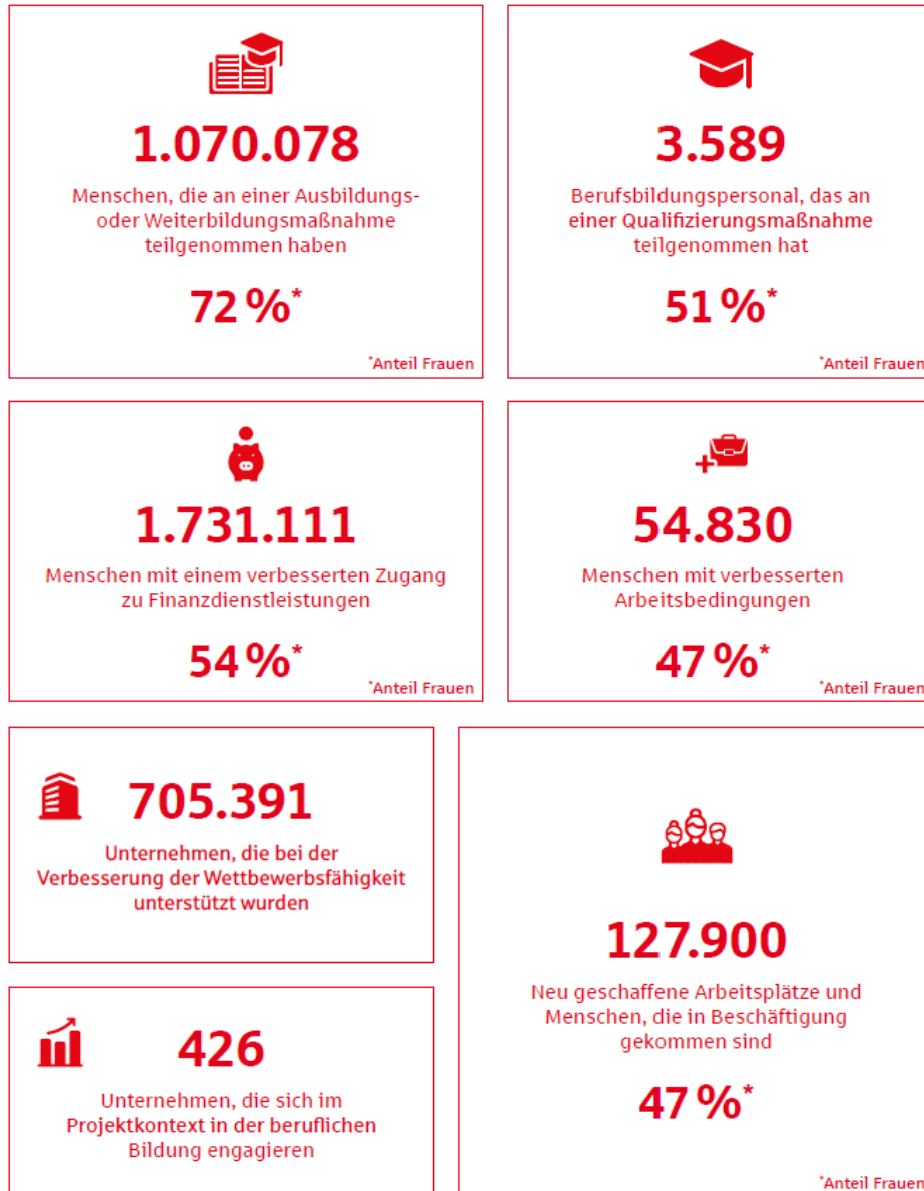 1.070.078
Menschen, die an einer Ausbildungs-
oder Weiterbildungsmaßnahme
teilgenommen haben
72 %*
*Anteil Frauen
3.589
Berufsbildungspersonal, das an
einer Qualifizierungsmaßnahme
teilgenommen hat
51 %*
*Anteil Frauen
1.731.111
Menschen mit einem verbesserten Zugang
zu Finanzdienstleistungen
54 %*
*Anteil Frauen
54.830
Menschen mit verbesserten
Arbeitsbedingungen
47 %*
*Anteil Frauen
705.391
Unternehmen, die bei der
Verbesserung der Wettbewerbsfähigkeit
unterstützt wurden
426
Unternehmen, die sich im
Projektkontext in der beruflichen
Bildung engagieren
127.900
Neu geschaffene Arbeitsplätze und
Menschen, die in Beschäftigung
gekommen sind
47 %*
*Anteil Frauen